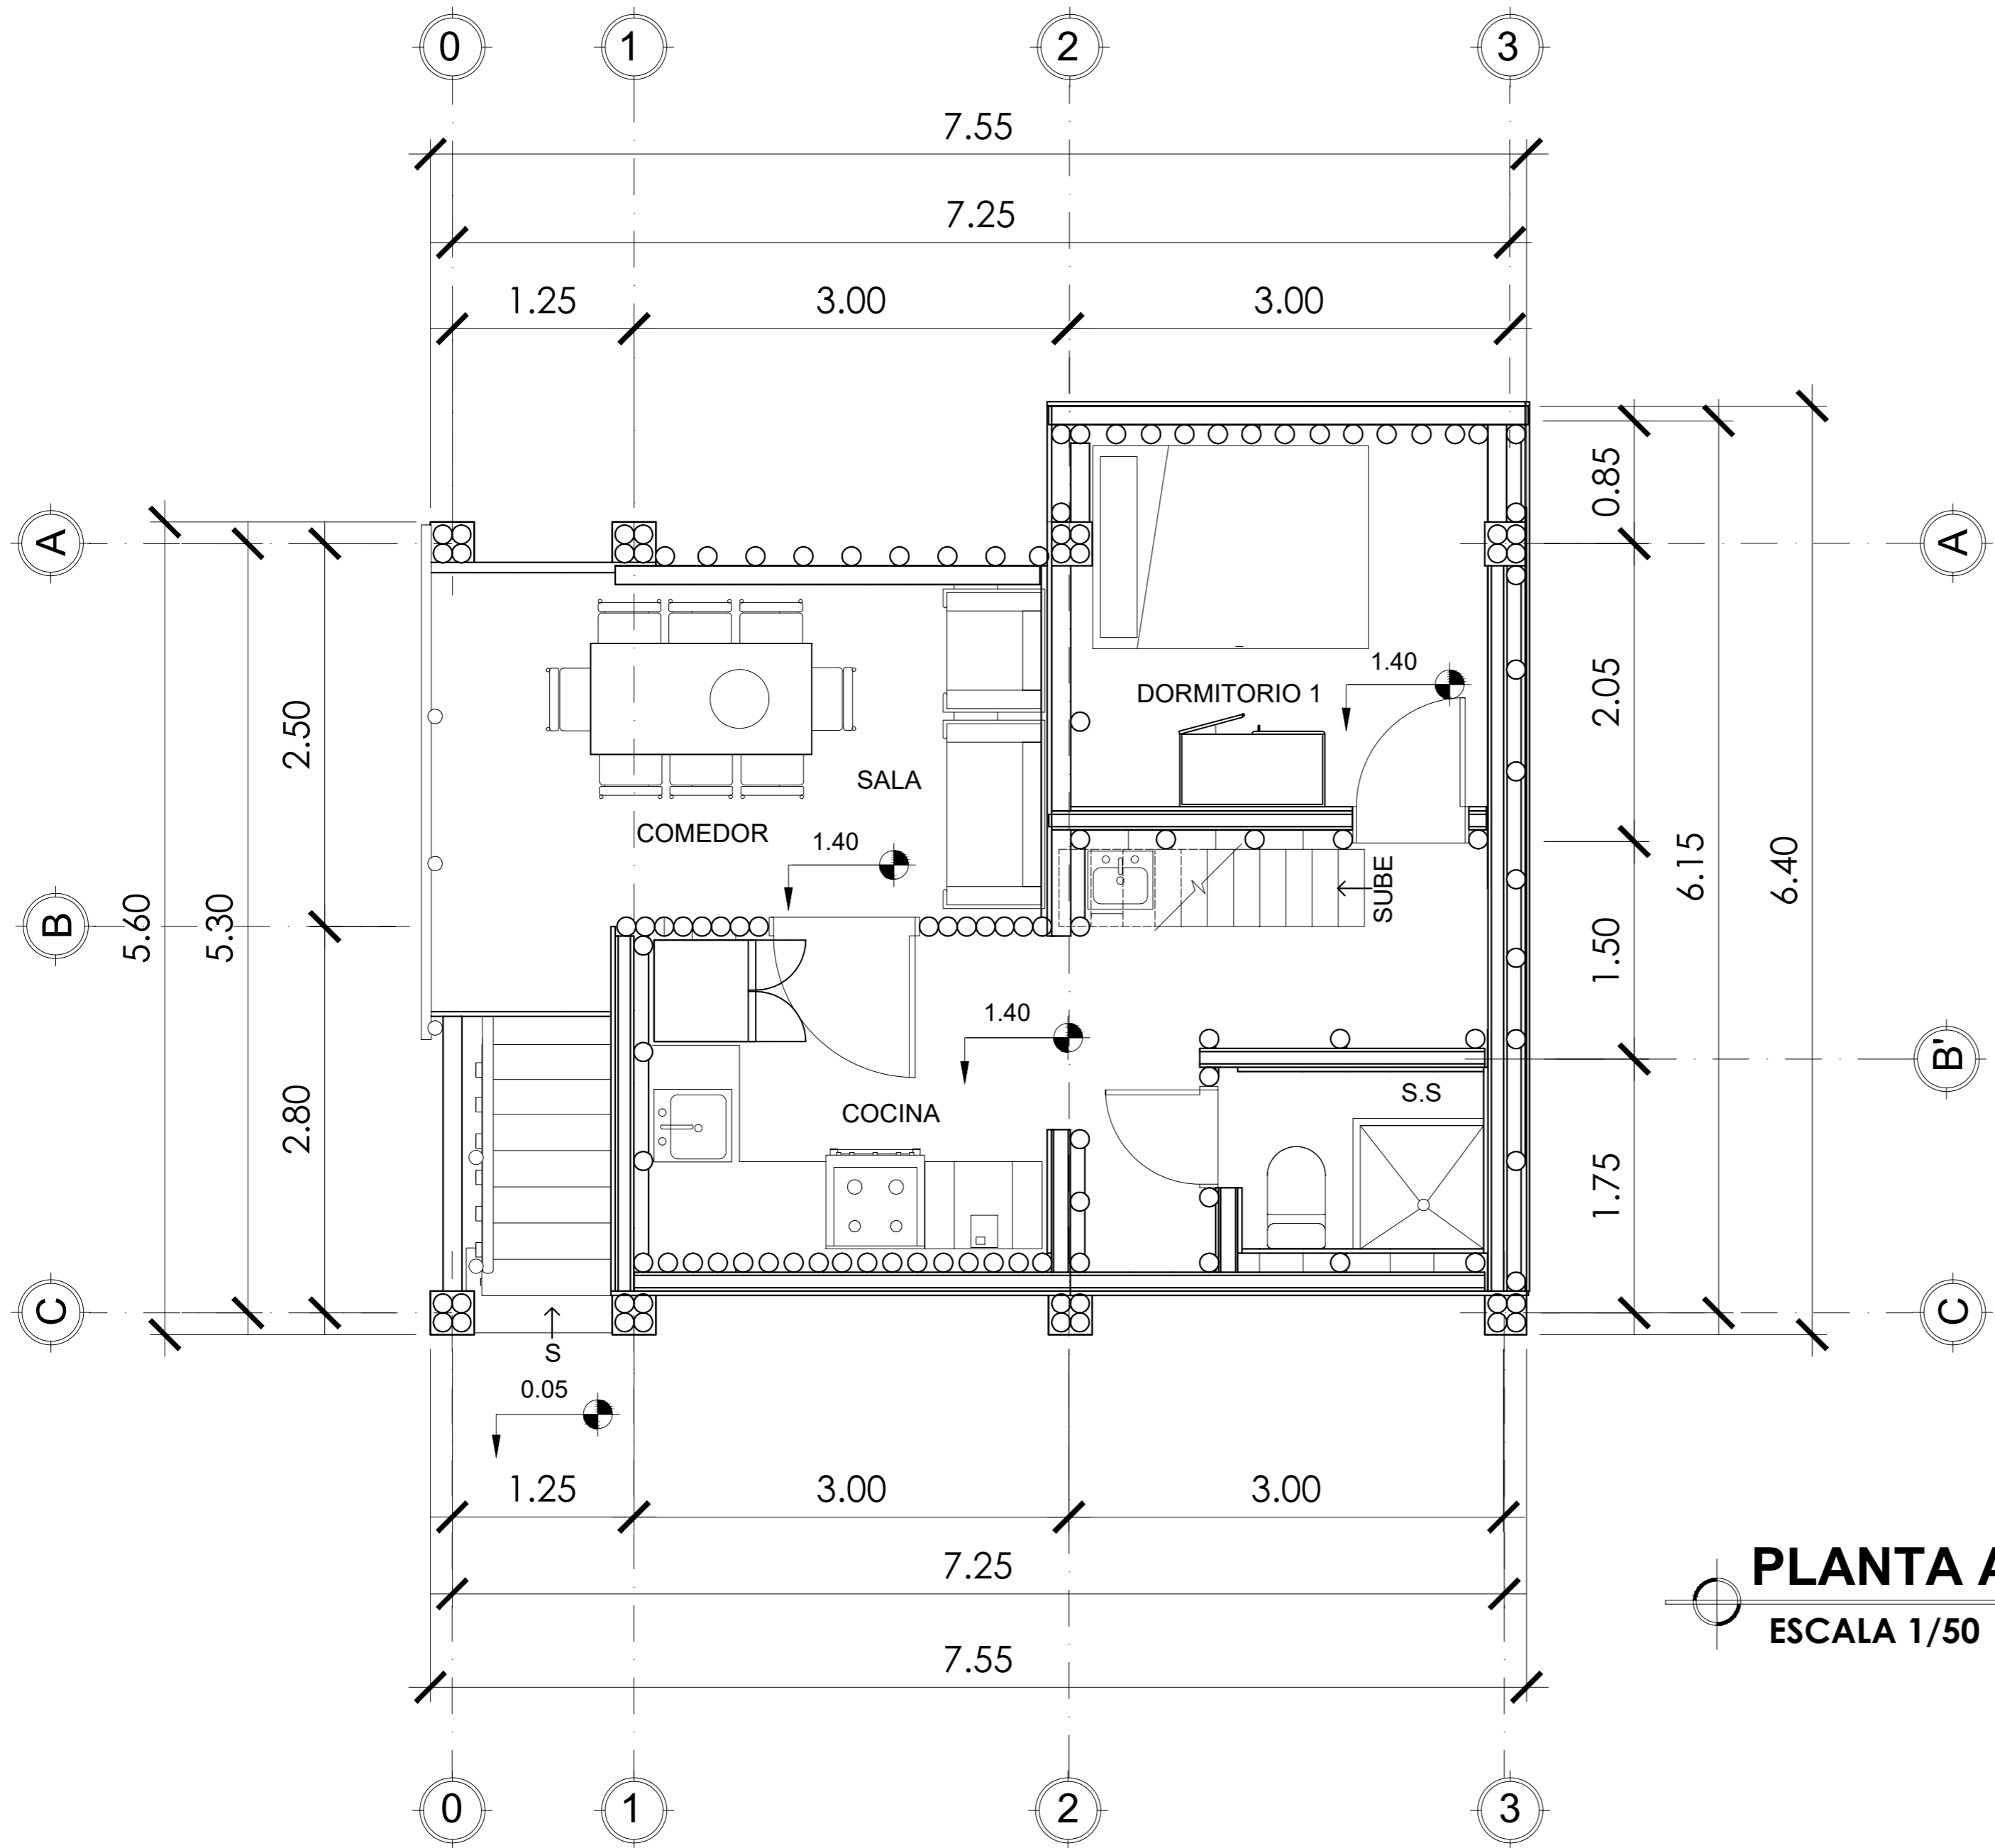 0 1 2 3
7.55
7.25
1.25 3.00 3.00
0.85
A A
1.40
DORMITORIO 1
2.05
2.50
SALA
COMEDOR
1.40
SUBE
6.15
6.40
B
5.60
5.30
1.50
1.40
B'
S.S
COCINA
2.80
1.75
C C
S
0.05
1.25 3.00 3.00
7.25
PLANTA A
ESCALA 1/50
7.55
0 1 2 3